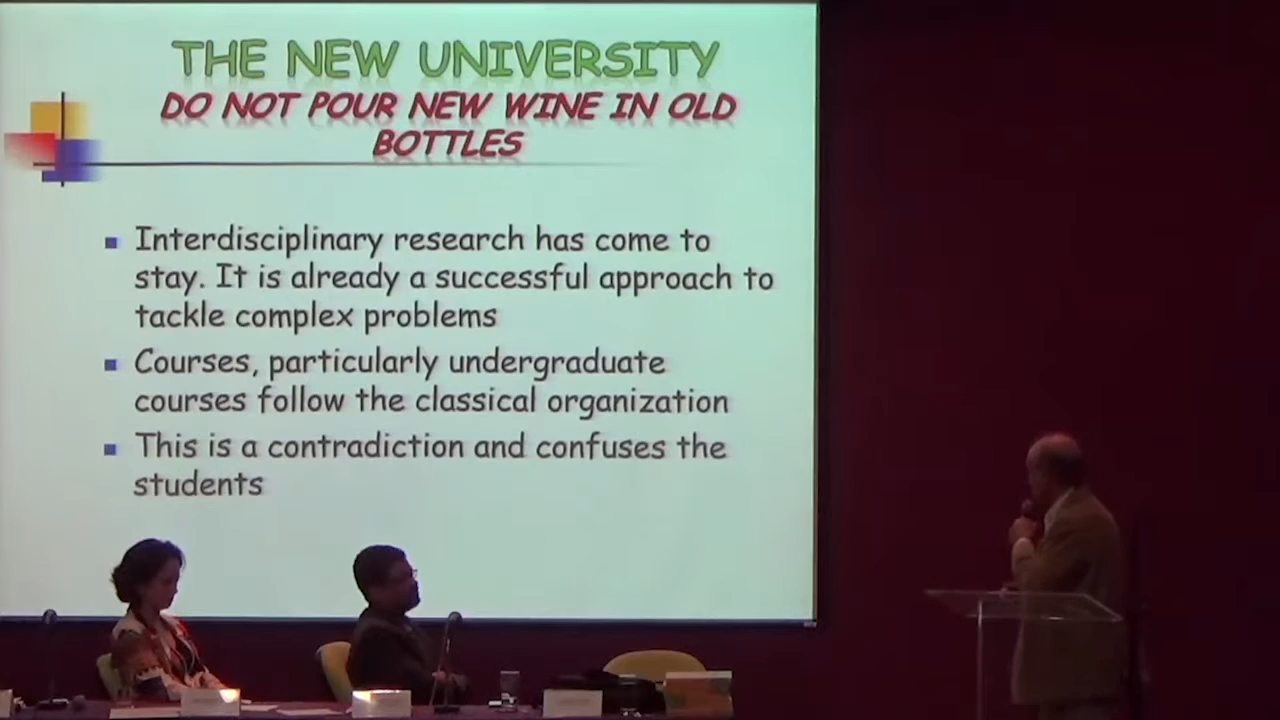 THE NEW UNIVERSITY
DO NOT POUR NEW WINE IN OLD
BOTTLES
Interdisciplinary research has come to
stay. It is already a successful approach to
tackle complex problems
Courses, particularly undergraduate
courses follow the classical organization
This is a contradiction and confuses the
students